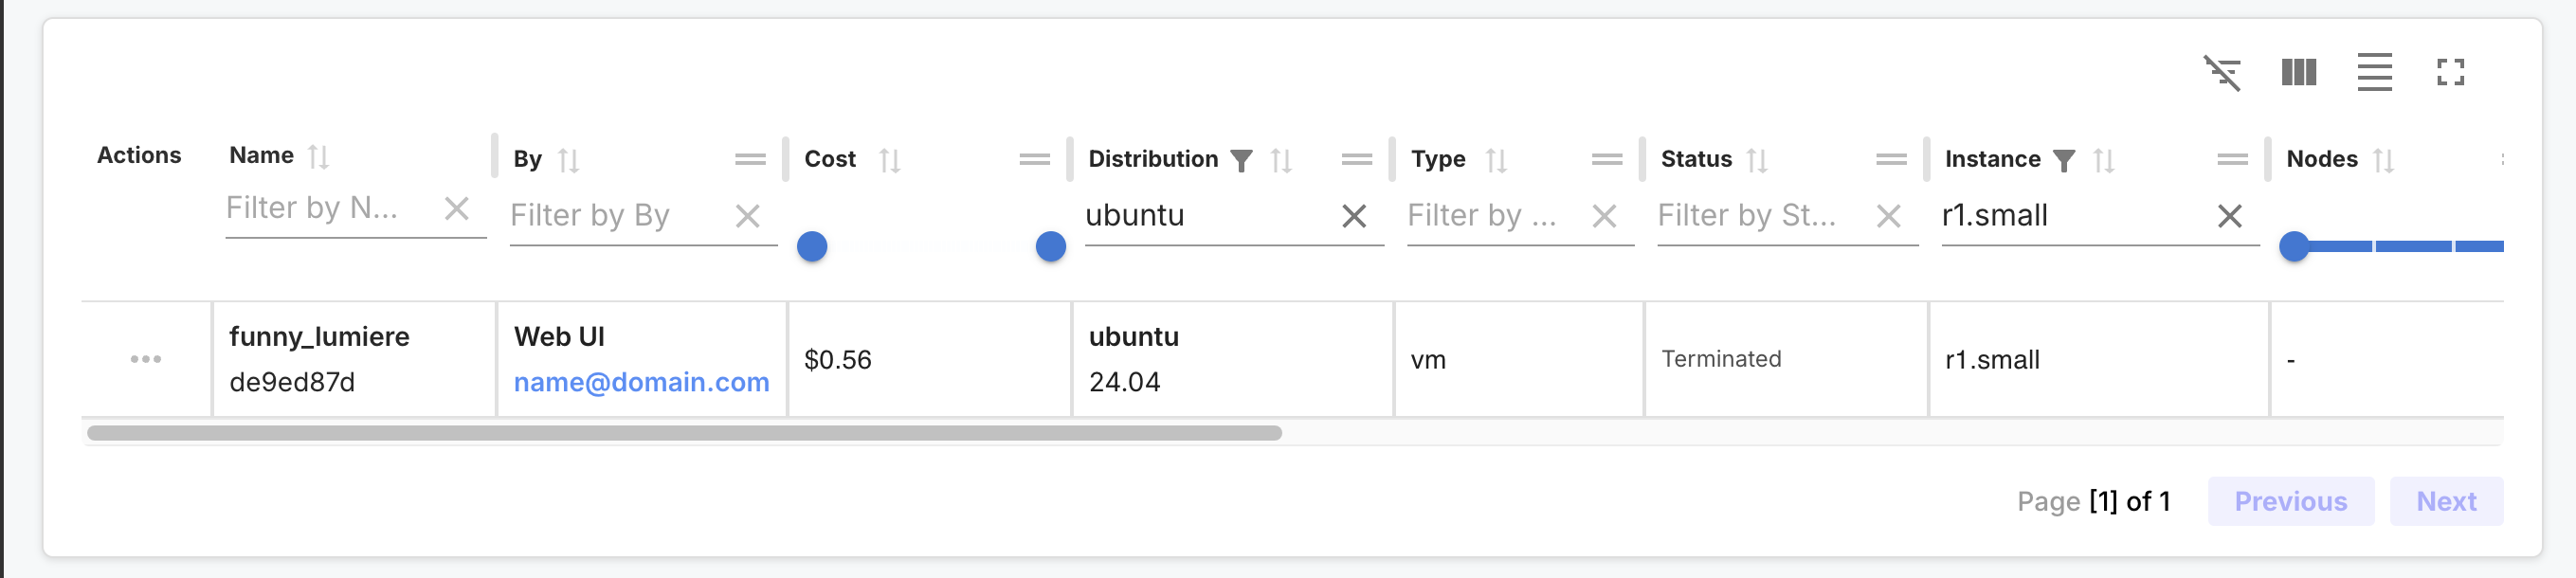 Actions Name By Cost Distribution Type Status Instance Nodes
Filter by N... Filter by By ubuntu Filter by ... Filter by St... r1.small
funny_lumiere Web UI ubuntu
de9ed87d name@domain.com $0.56 24.04 vm Terminated r1.small -
Page [1] of 1 Previous Next